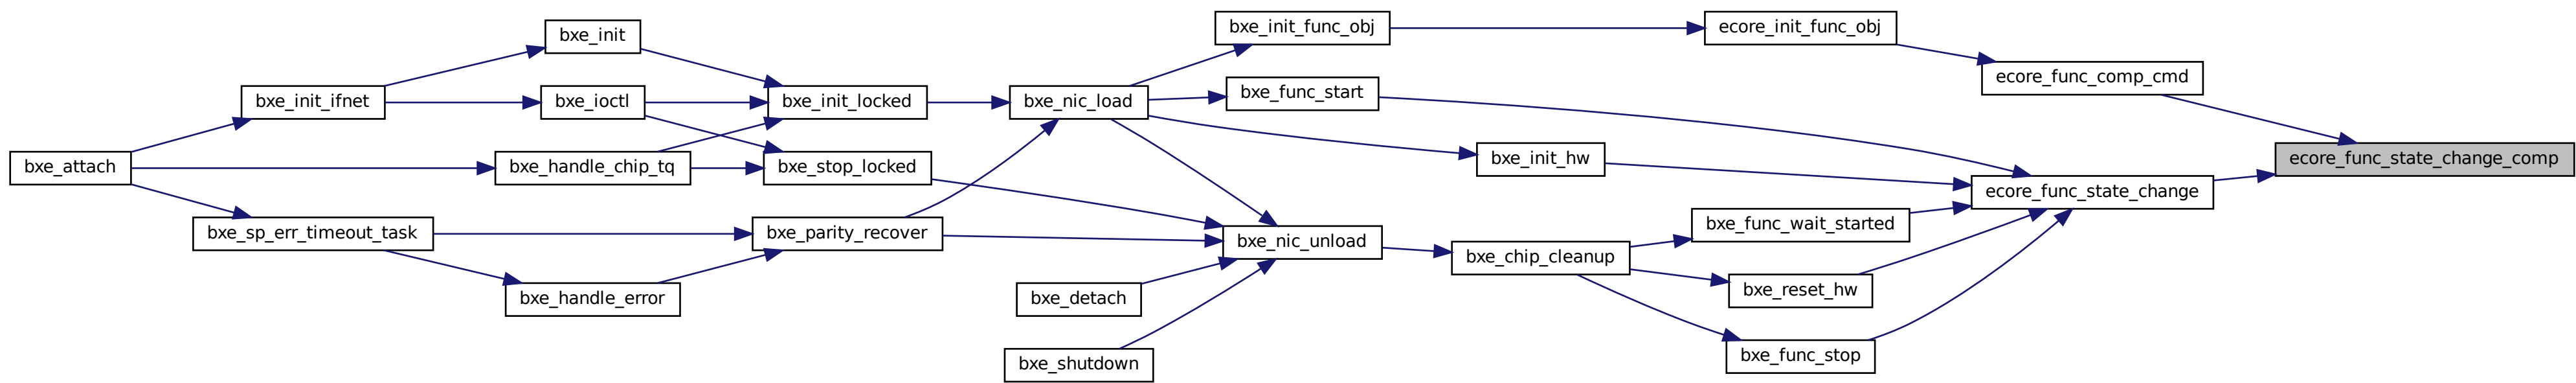 bxe_init_func_obj
ecore_init_func_obj
bxe_init
ecore_func_comp_cmd
bxe_func_start
bxe_init_ifnet
bxe_ioctl
bxe_init_locked
bxe_nic_load
bxe_init_hw
ecore_func_state_change_comp
bxe_attach
bxe_handle_chip_tq
bxe_stop_locked
ecore_func_state_change
bxe_func_wait_started
bxe_sp_err_timeout_task
bxe_parity_recover
bxe_nic_unload
bxe_chip_cleanup
bxe_reset_hw
bxe_handle_error
bxe_detach
bxe_func_stop
bxe_shutdown